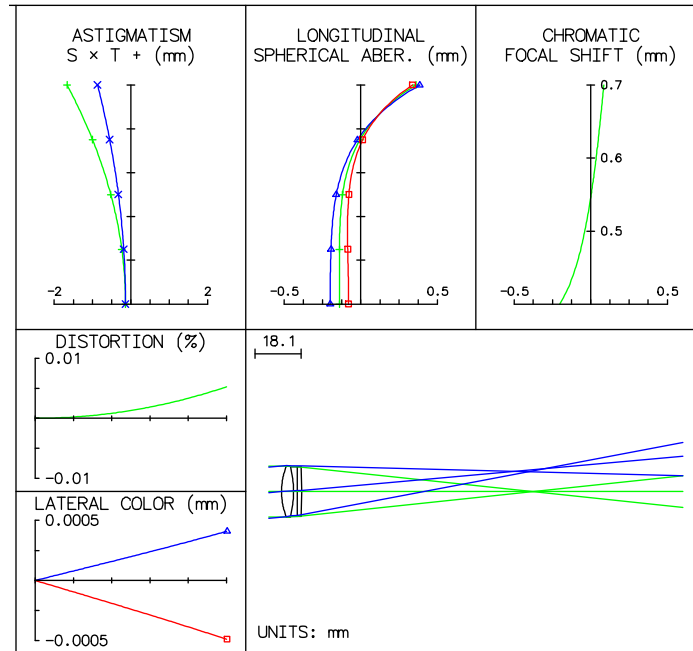 ASTIGMATISM
S × T + (mm)
-2
2
LONGITUDINAL
SPHERICAL ABER. (mm)
-0.5
0.5
CHROMATIC
FOCAL SHIFT (mm)
0.7
0.6
0.5
-0.5
0.5
DISTORTION (%)
0.01
-0.01
LATERAL COLOR (mm)
0.0005
-0.0005
18.1
UNITS: mm